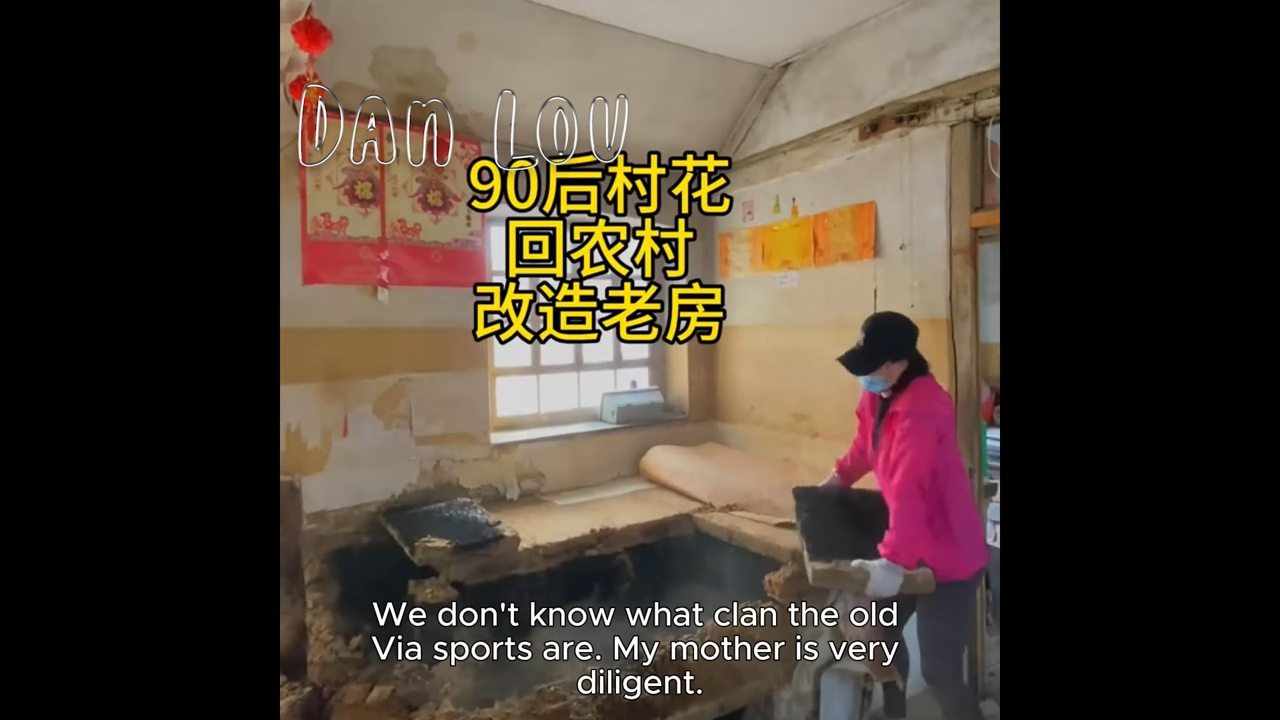 DAN LOU
90后村花
回农村
改造老房
We don't know what clan the old
Via sports are. My mother is very
diligent.